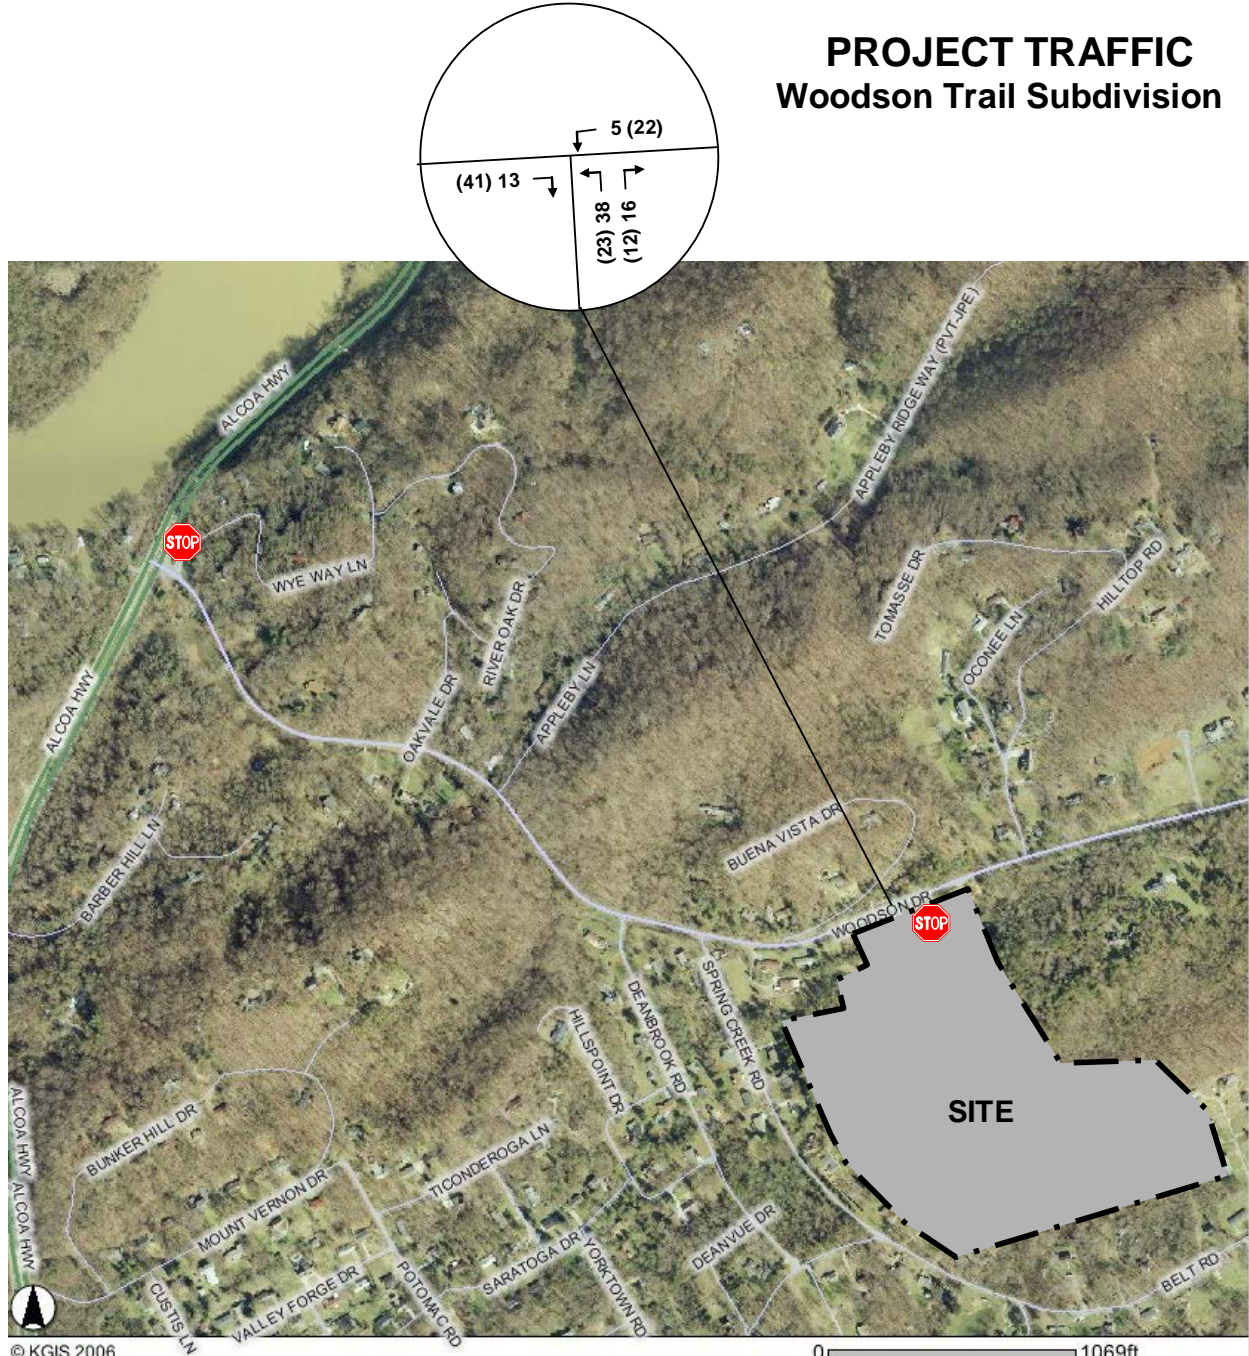 PROJECT TRAFFIC
Woodson Trail Subdivision
5 (22)
(41) 13
(23) 38
(12) 16
APPLEBY RIDGE WAY (PVT-JPE)
ALCOA HWY
STOP
WYE WAY LN
RIVER OAK DR
TOMASSE DR
HILLTOP RD
OCONEE LN
ALCOA HWY
OAKVALE DR
APPLEBY LN
BARBER HILL LN
BUENA VISTA DR
WOODSON DR
STOP
SPRING CREEK RD
DEANBROOK RD
HILLSPOINT DR
SITE
ALCOA HWY
ALCOA HWY
BUNKER HILL DR
TICONDEROGA LN
MOUNT VERNON DR
DEANVUE DR
SARATOGA DR
YORKTOWN RD
POTOMAC RD
VALLEY FORGE DR
CUSTIS LN
BELT RD
© KGIS 2006
0 1069ft